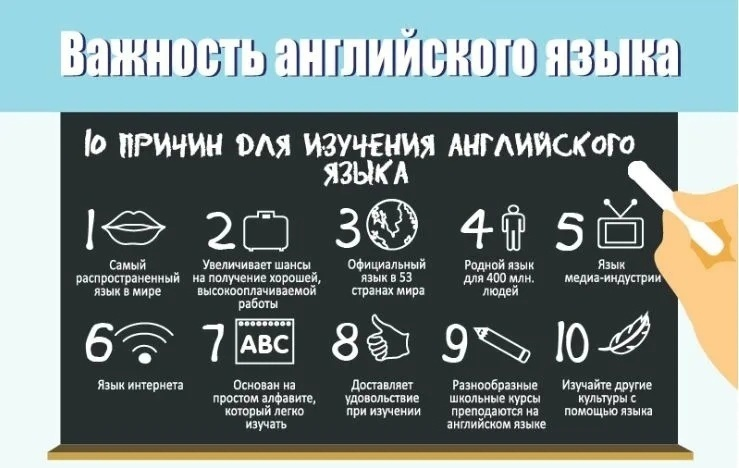 Важность английского языка
10 ПРИЧИН ДЛЯ ИЗУЧЕНИЯ АНГЛИЙСКОГО
ЯЗЫКА
1
Самый
распространенный
язык в мире
2
Увеличивает шансы
на получение хорошей,
высокооплачиваемой
работы
3
Официальный
язык в 53
странах мира
4
Родной язык
для 400 млн.
людей
5
Язык
медиа-индустрии
6
Язык интернета
7
ABC
Основан на
простом алфавите,
который легко
изучать
8
Доставляет
удовольствие
при изучении
9
Разнообразные
школьные курсы
преподаются на
английском языке
10
Изучайте другие
культуры с
помощью языка